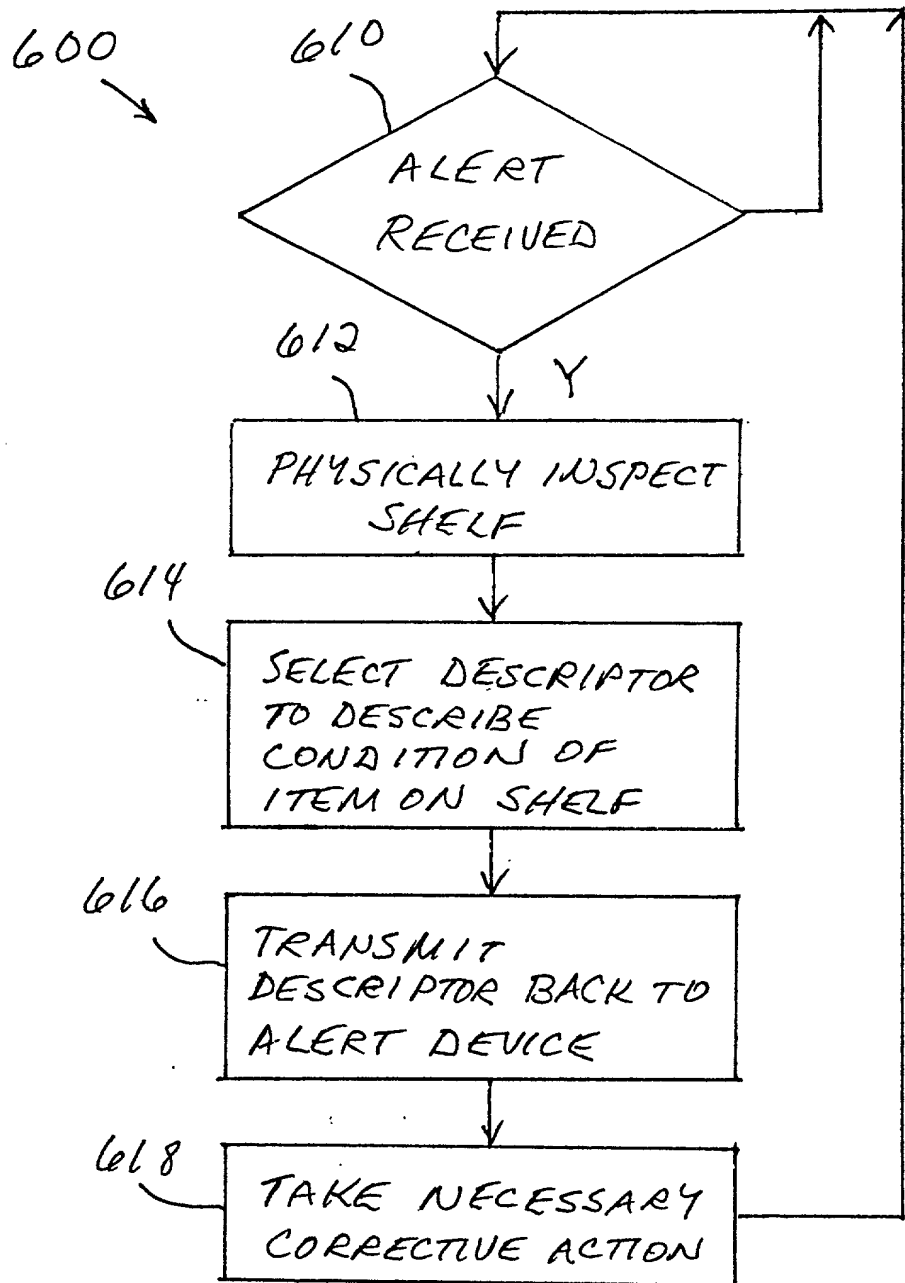 600
610
ALERT
RECEIVED
612
Y
PHYSICALLY INSPECT
SHELF
614
SELECT DESCRIPTOR
TO DESCRIBE
CONDITION OF
ITEM ON SHELF
616
TRANSMIT
DESCRIPTOR BACK TO
ALERT DEVICE
618
TAKE NECESSARY
CORRECTIVE ACTION